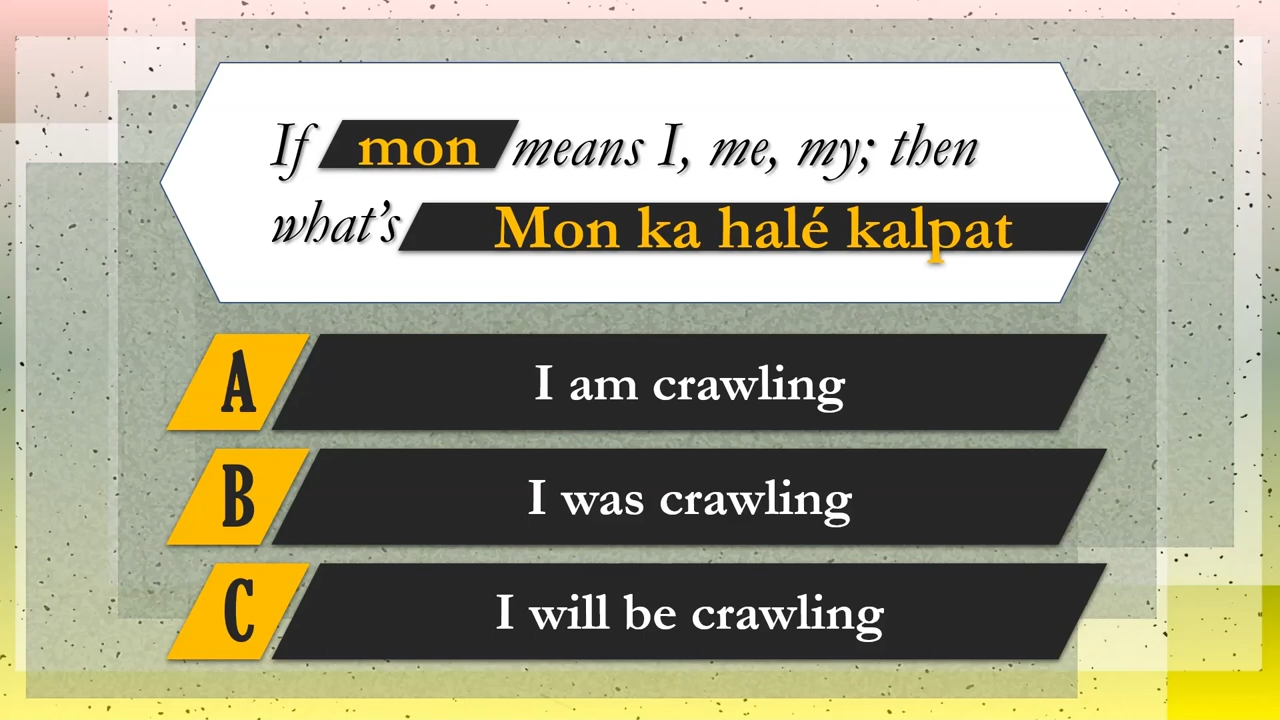 If mon means I, me, my; then
what's Mon ka halé kalpat
A I am crawling
B I was crawling
C I will be crawling